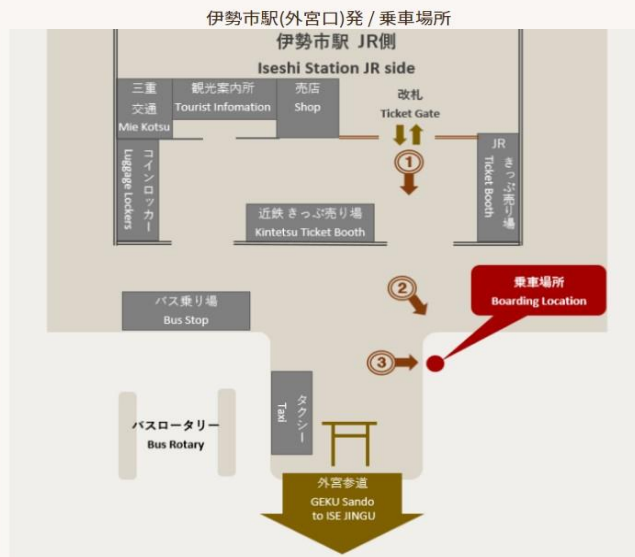 伊勢市駅(外宮口)発 / 乗車場所
伊勢市駅 JR側
Iseshi Station JR side
三重
交通
Mie Kotsu
観光案内所
Tourist Infomation
売店
Shop
改札
Ticket Gate
①
コインロッカー
Luggage Lockers
近鉄 きっぷ売り場
Kintetsu Ticket Booth
JR
きっぷ売り場
Ticket Booth
②
乗車場所
Boarding Location
バス乗り場
Bus Stop
③
タクシー
Taxi
バスロータリー
Bus Rotary
外宮参道
GEKU Sando
to ISE JINGU